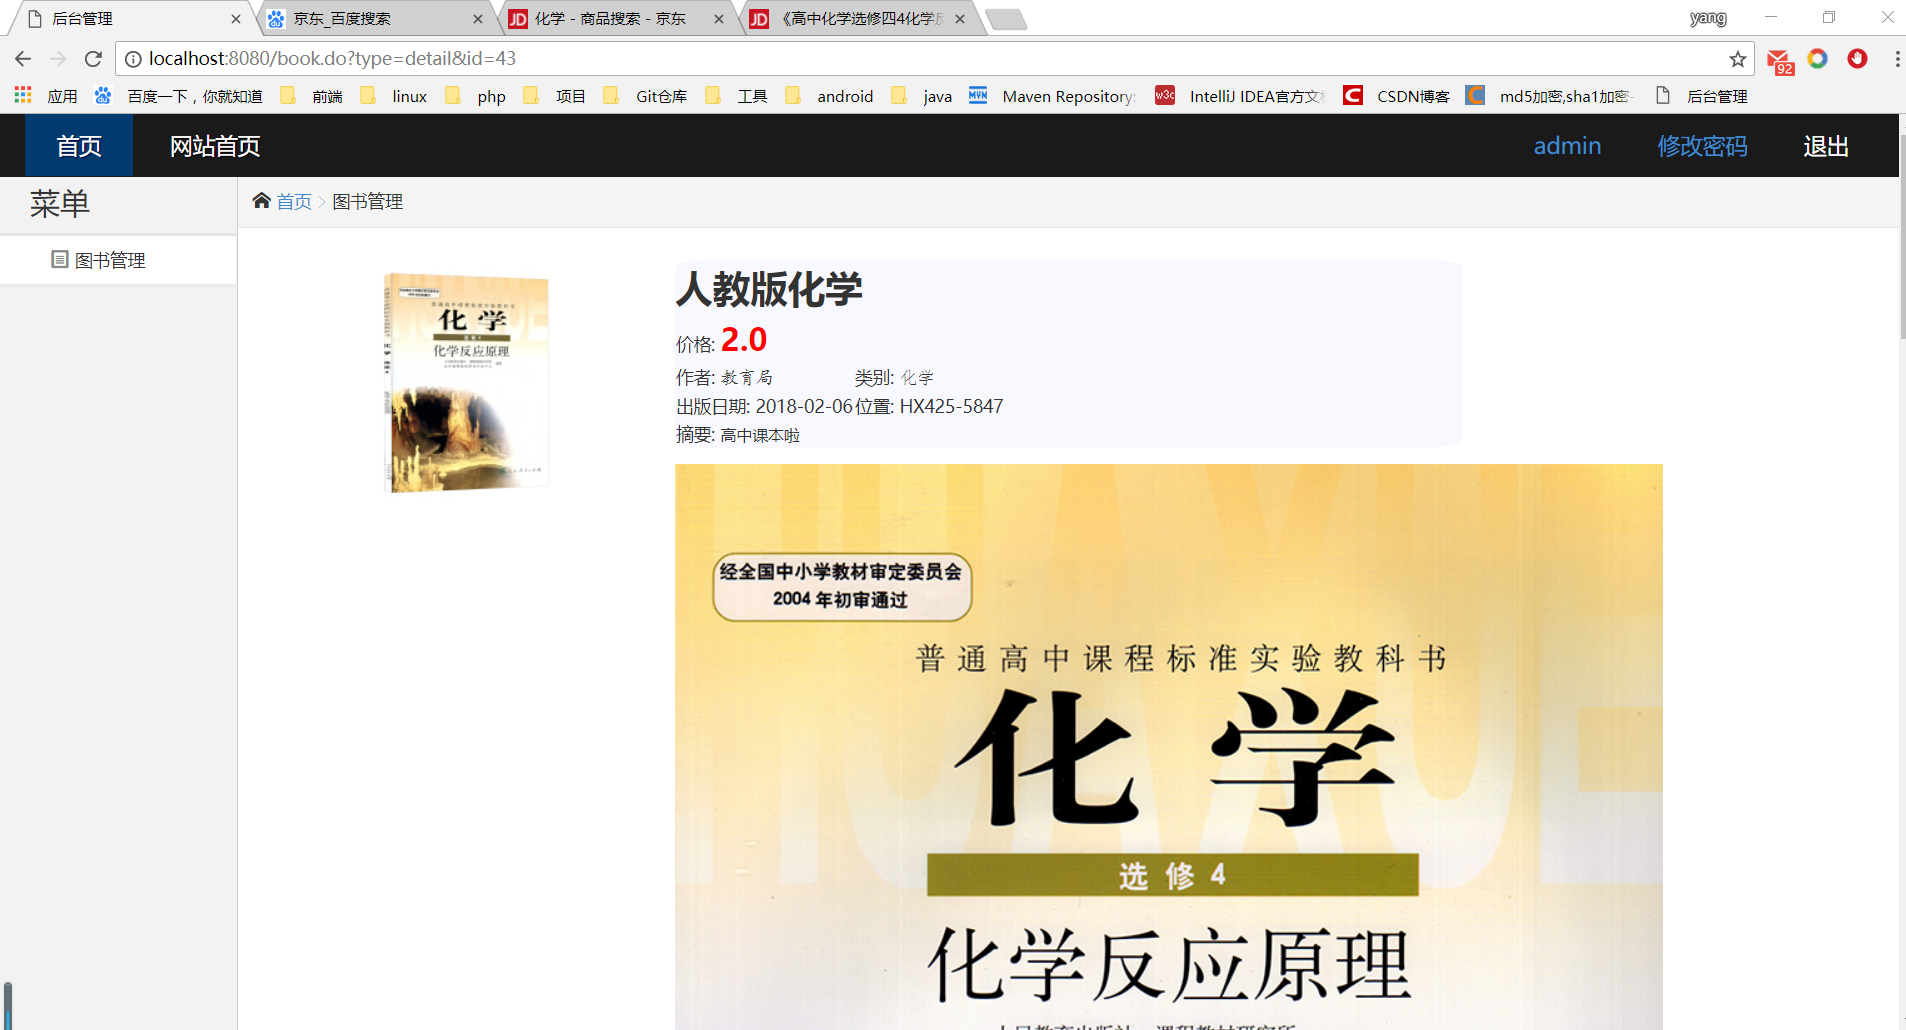 后台管理
京东_百度搜索
化学 - 商品搜索 - 京东
《高中化学选修四4化学反
yang
localhost:8080/book.do?type=detail&id=43
92
应用
百度一下，你就知道
前端
linux
php
项目
Git仓库
工具
android
java
Maven Repository:
IntelliJ IDEA官方文
CSDN博客
md5加密,sha1加密-
后台管理
首页
网站首页
admin
修改密码
退出
菜单
首页
图书管理
图书管理
人教版化学
价格: 2.0
作者: 教育局
类别: 化学
出版日期: 2018-02-06
位置: HX425-5847
摘要: 高中课本啦
化学
选修4
化学反应原理
经全国中小学教材审定委员会
2004年初审通过
普通高中课程标准实验教科书
化学
选修4
化学反应原理